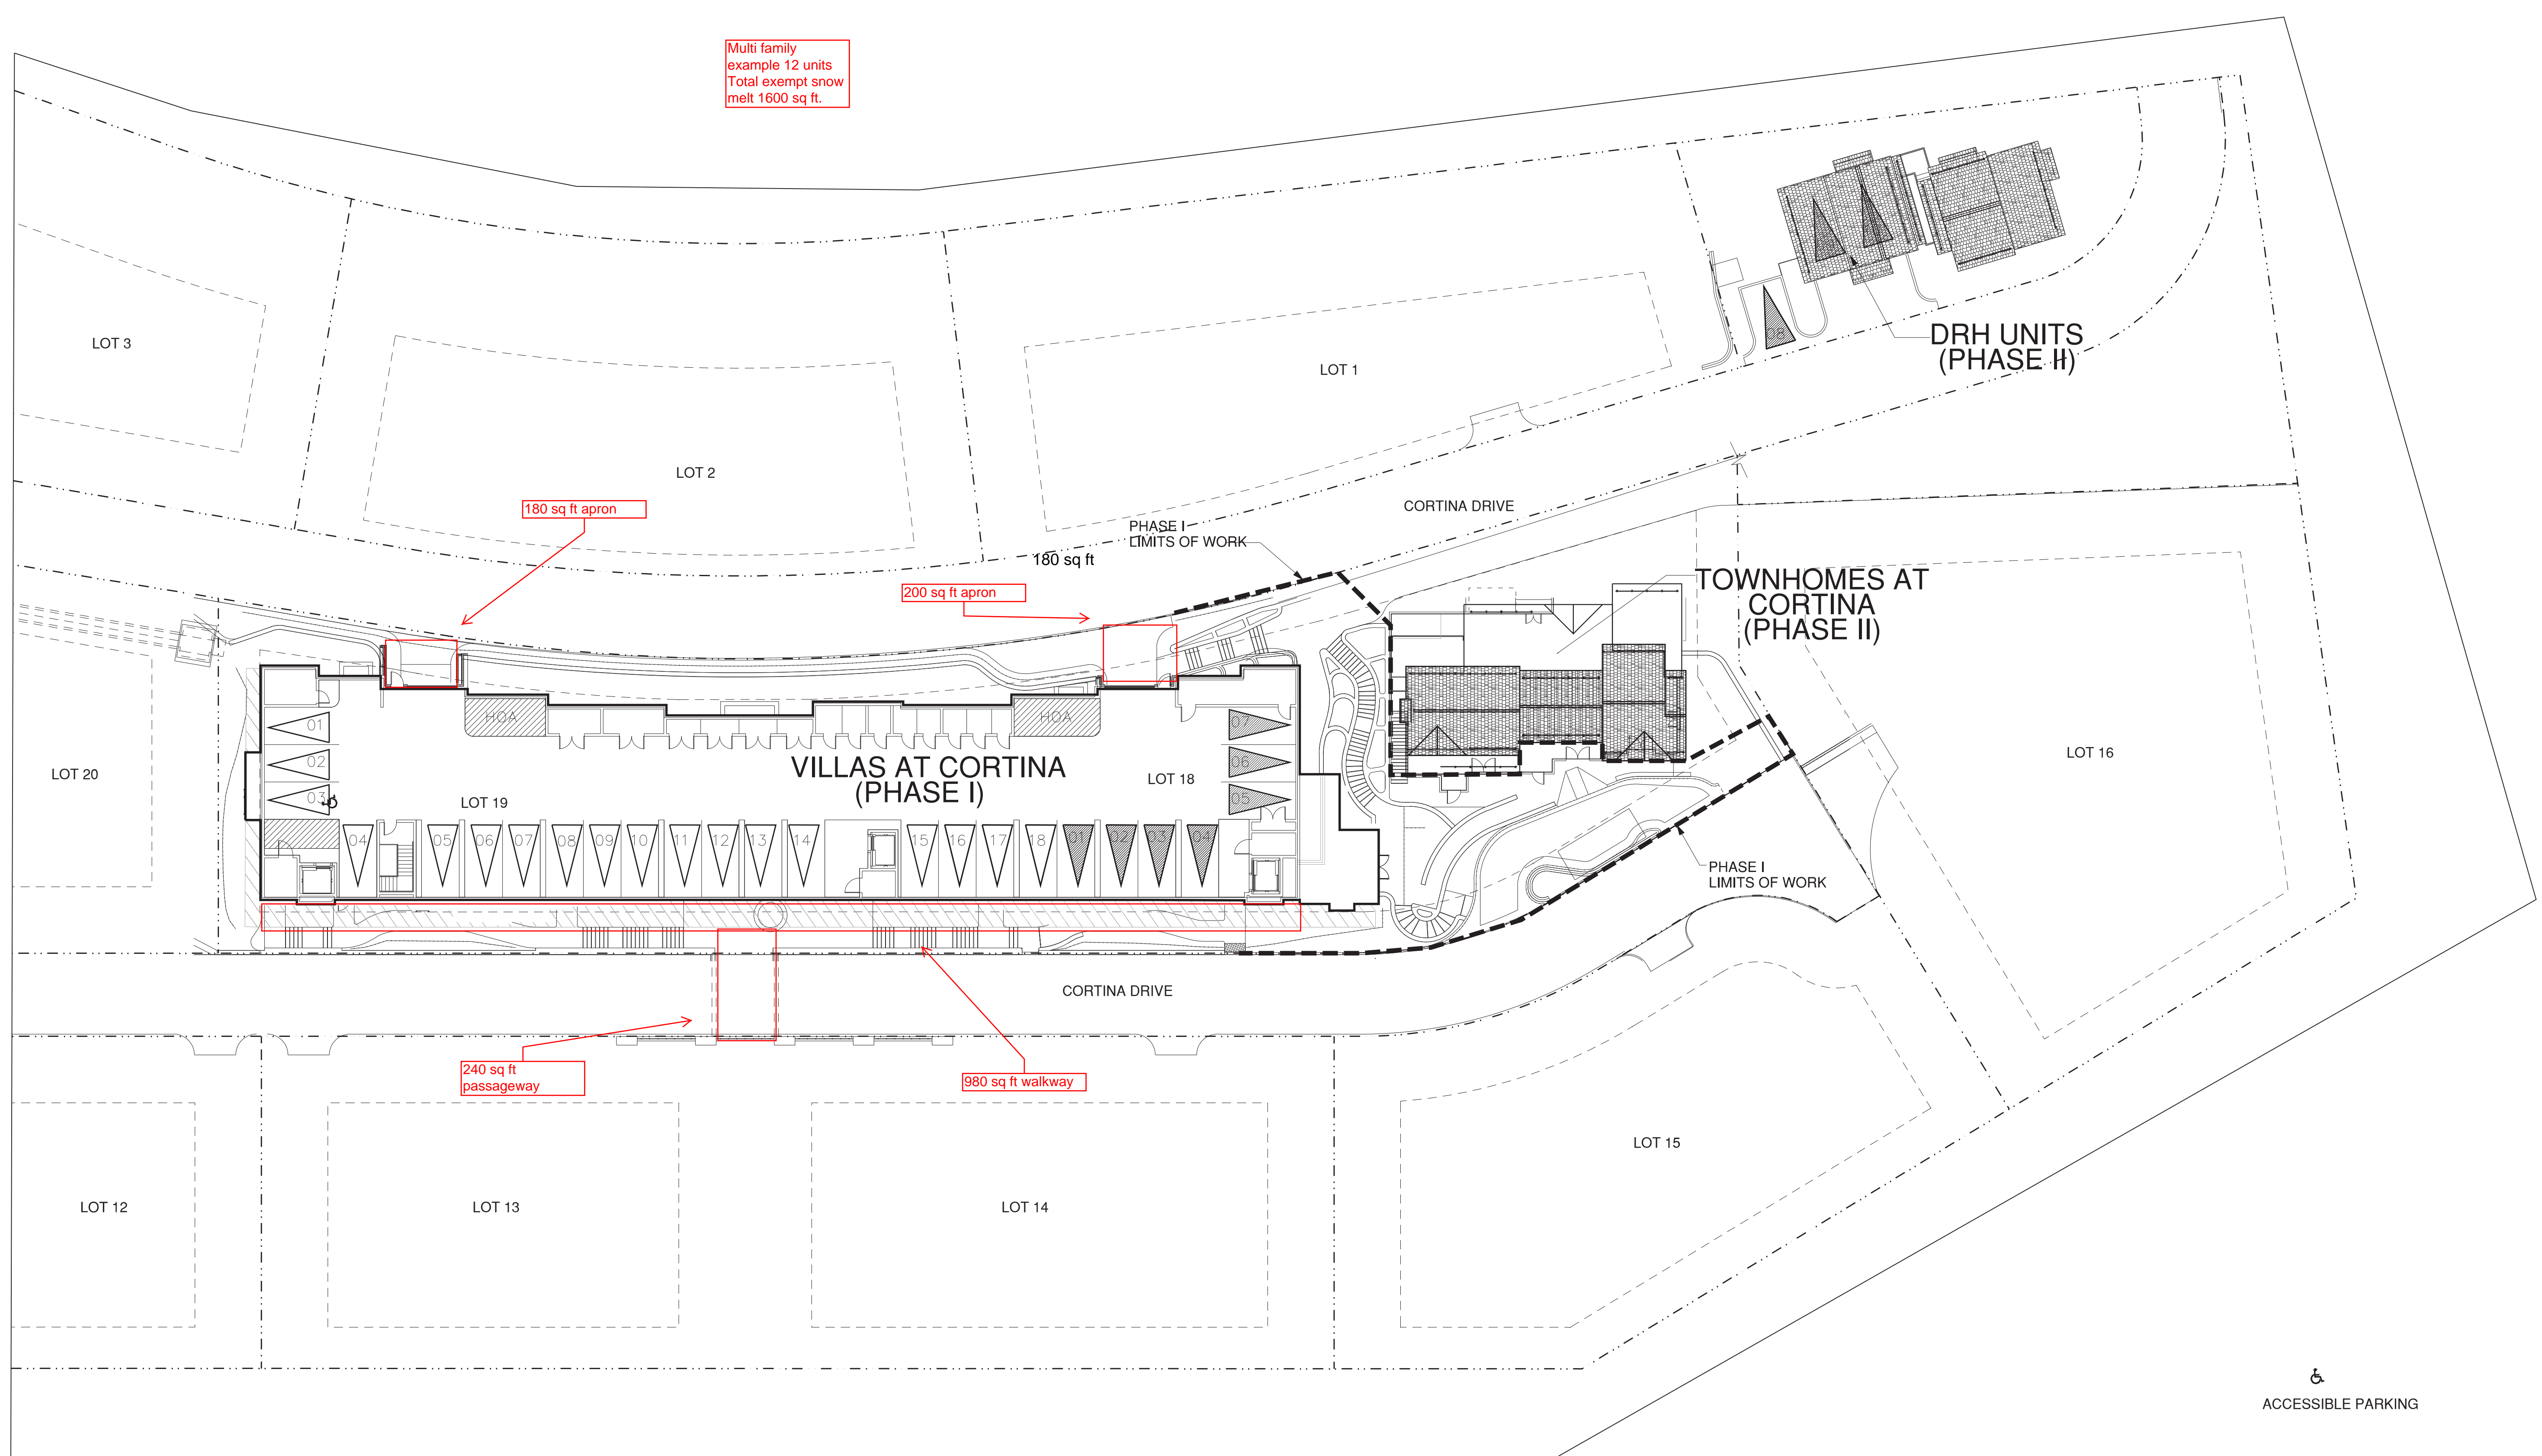 Multi family
example 12 units
Total exempt snow
melt 1600 sq ft.
LOT 3
LOT 2
LOT 1
08
DRH UNITS
(PHASE II)
180 sq ft apron
CORTINA DRIVE
PHASE I
LIMITS OF WORK
180 sq ft
200 sq ft apron
TOWNHOMES AT
CORTINA
(PHASE II)
HOA
HOA
01
02
03
07
06
05
VILLAS AT CORTINA
(PHASE I)
LOT 20
LOT 19
LOT 18
LOT 16
04
05
06
07
08
09
10
11
12
13
14
15
16
17
18
01
02
03
04
PHASE I
LIMITS OF WORK
CORTINA DRIVE
240 sq ft
passageway
980 sq ft walkway
LOT 15
LOT 12
LOT 13
LOT 14
ACCESSIBLE PARKING